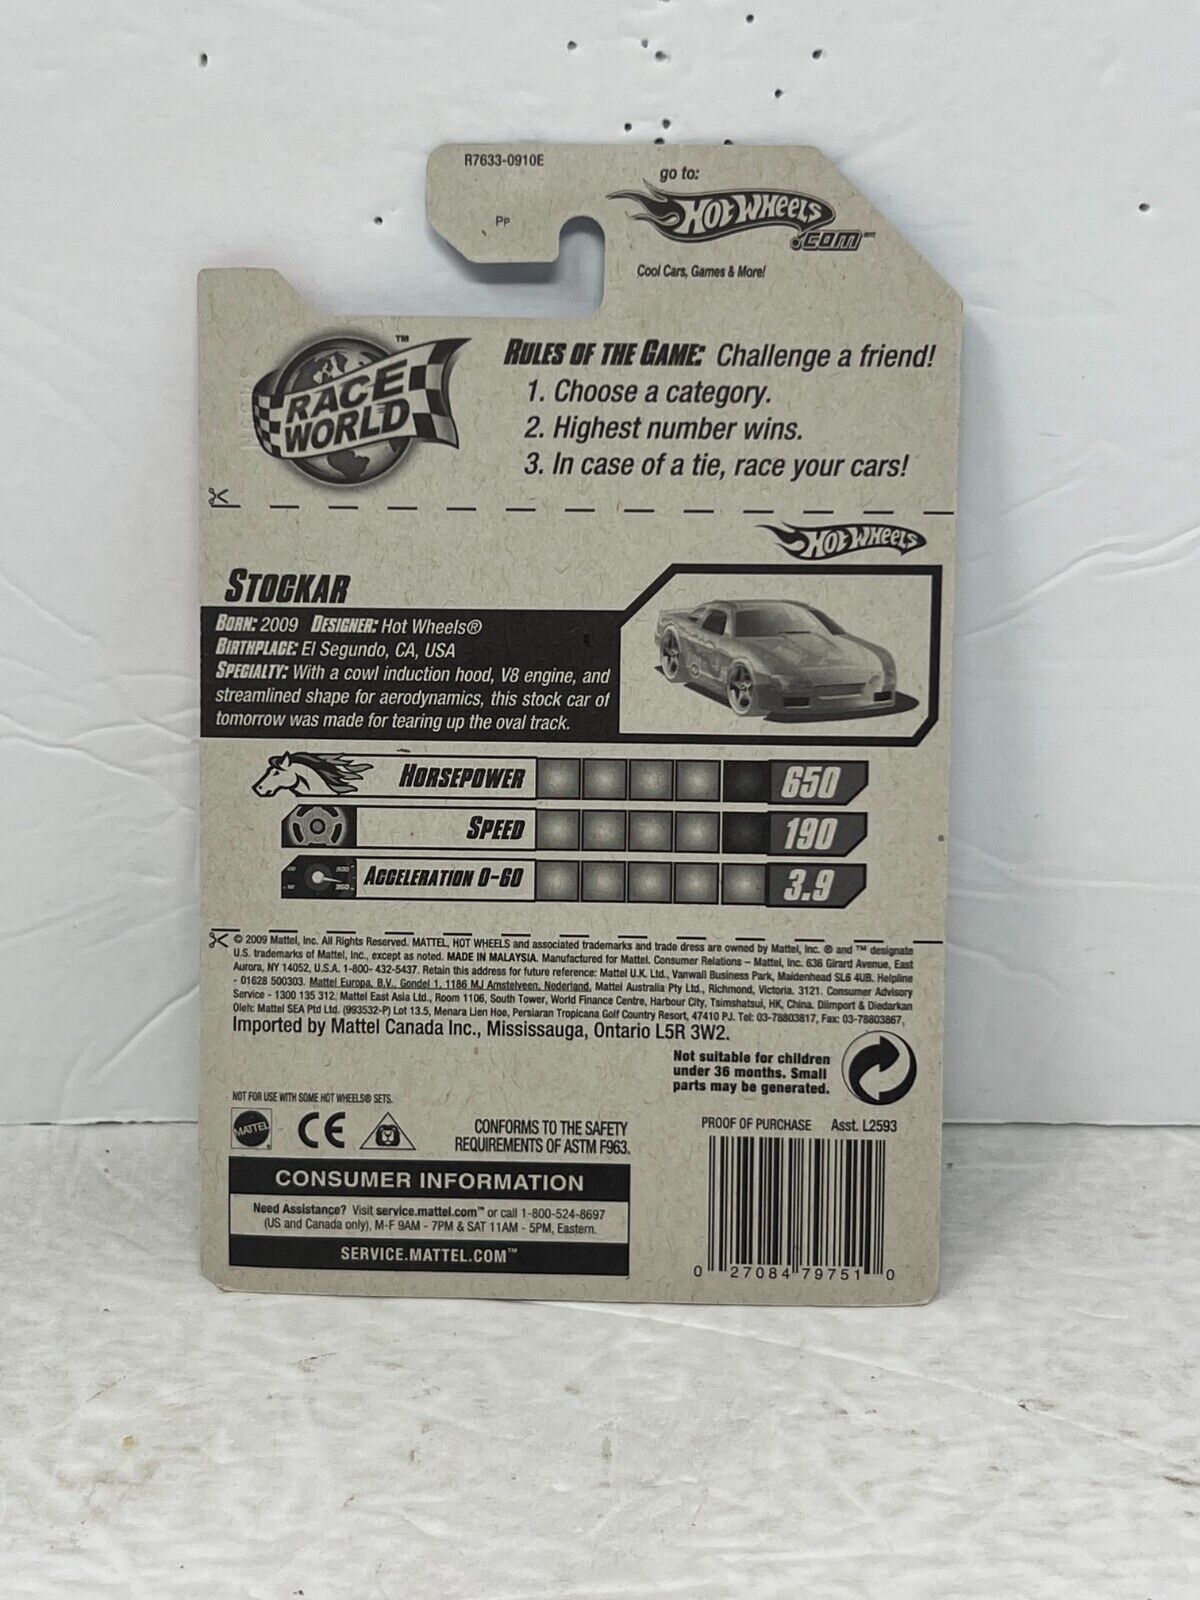 R7633-0910E
PP
go to:
HOT WHEELS
.COM™
Cool Cars, Games & More!
RACE WORLD™
RULES OF THE GAME: Challenge a friend!
1. Choose a category.
2. Highest number wins.
3. In case of a tie, race your cars!
HOT WHEELS
STOCKAR
BORN: 2009 DESIGNER: Hot Wheels®
BIRTHPLACE: El Segundo, CA, USA
SPECIALTY: With a cowl induction hood, V8 engine, and
streamlined shape for aerodynamics, this stock car of
tomorrow was made for tearing up the oval track.
HORSEPOWER 650
SPEED 190
ACCELERATION 0-60 3.9
© 2009 Mattel, Inc. All Rights Reserved. MATTEL, HOT WHEELS and associated trademarks and trade dress are owned by Mattel, Inc. ® and ™ designate
U.S. trademarks of Mattel, Inc., except as noted. MADE IN MALAYSIA. Manufactured for Mattel. Consumer Relations – Mattel, Inc. 636 Girard Avenue, East
Aurora, NY 14052, U.S.A. 1-800- 432-5437. Retain this address for future reference: Mattel U.K. Ltd., Vanwall Business Park, Maidenhead SL6 4UB. Helpline
- 01628 500303. Mattel Europa, B.V., Gondel 1, 1186 MJ Amstelveen, Nederland. Mattel Australia Pty Ltd., Richmond, Victoria. 3121. Consumer Advisory
Service - 1300 135 312. Mattel East Asia Ltd., Room 1106, South Tower, World Finance Centre, Harbour City, Tsimshatsui, HK, China. Diimport & Diedarkan
Oleh: Mattel SEA Ptd Ltd. (993532-P) Lot 13.5, Menara Lien Hoe, Persiaran Tropicana Golf Country Resort, 47410 PJ. Tel: 03-78803817, Fax: 03-78803867.
Imported by Mattel Canada Inc., Mississauga, Ontario L5R 3W2.
Not suitable for children
under 36 months. Small
parts may be generated.
NOT FOR USE WITH SOME HOT WHEELS® SETS.
MATTEL
CE
CONFORMS TO THE SAFETY
REQUIREMENTS OF ASTM F963.
PROOF OF PURCHASE Asst. L2593
CONSUMER INFORMATION
Need Assistance? Visit service.mattel.com™ or call 1-800-524-8697
(US and Canada only), M-F 9AM - 7PM & SAT 11AM - 5PM, Eastern.
SERVICE.MATTEL.COM™
0 27084 79751 0